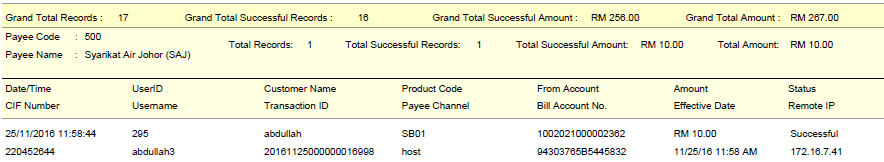 Grand Total Records : 17 Grand Total Successful Records : 16 Grand Total Successful Amount : RM 256.00 Grand Total Amount : RM 267.00
Payee Code : 500
Total Records: 1 Total Successful Records: 1 Total Successful Amount: RM 10.00 Total Amount: RM 10.00
Payee Name : Syarikat Air Johor (SAJ)
Date/Time UserID Customer Name Product Code From Account Amount Status
CIF Number Username Transaction ID Payee Channel Bill Account No. Effective Date Remote IP
25/11/2016 11:58:44 295 abdullah SB01 1002021000002362 RM 10.00 Successful
220452644 abdullah3 20161125000000016998 host 94303765B5445832 11/25/16 11:58 AM 172.16.7.41